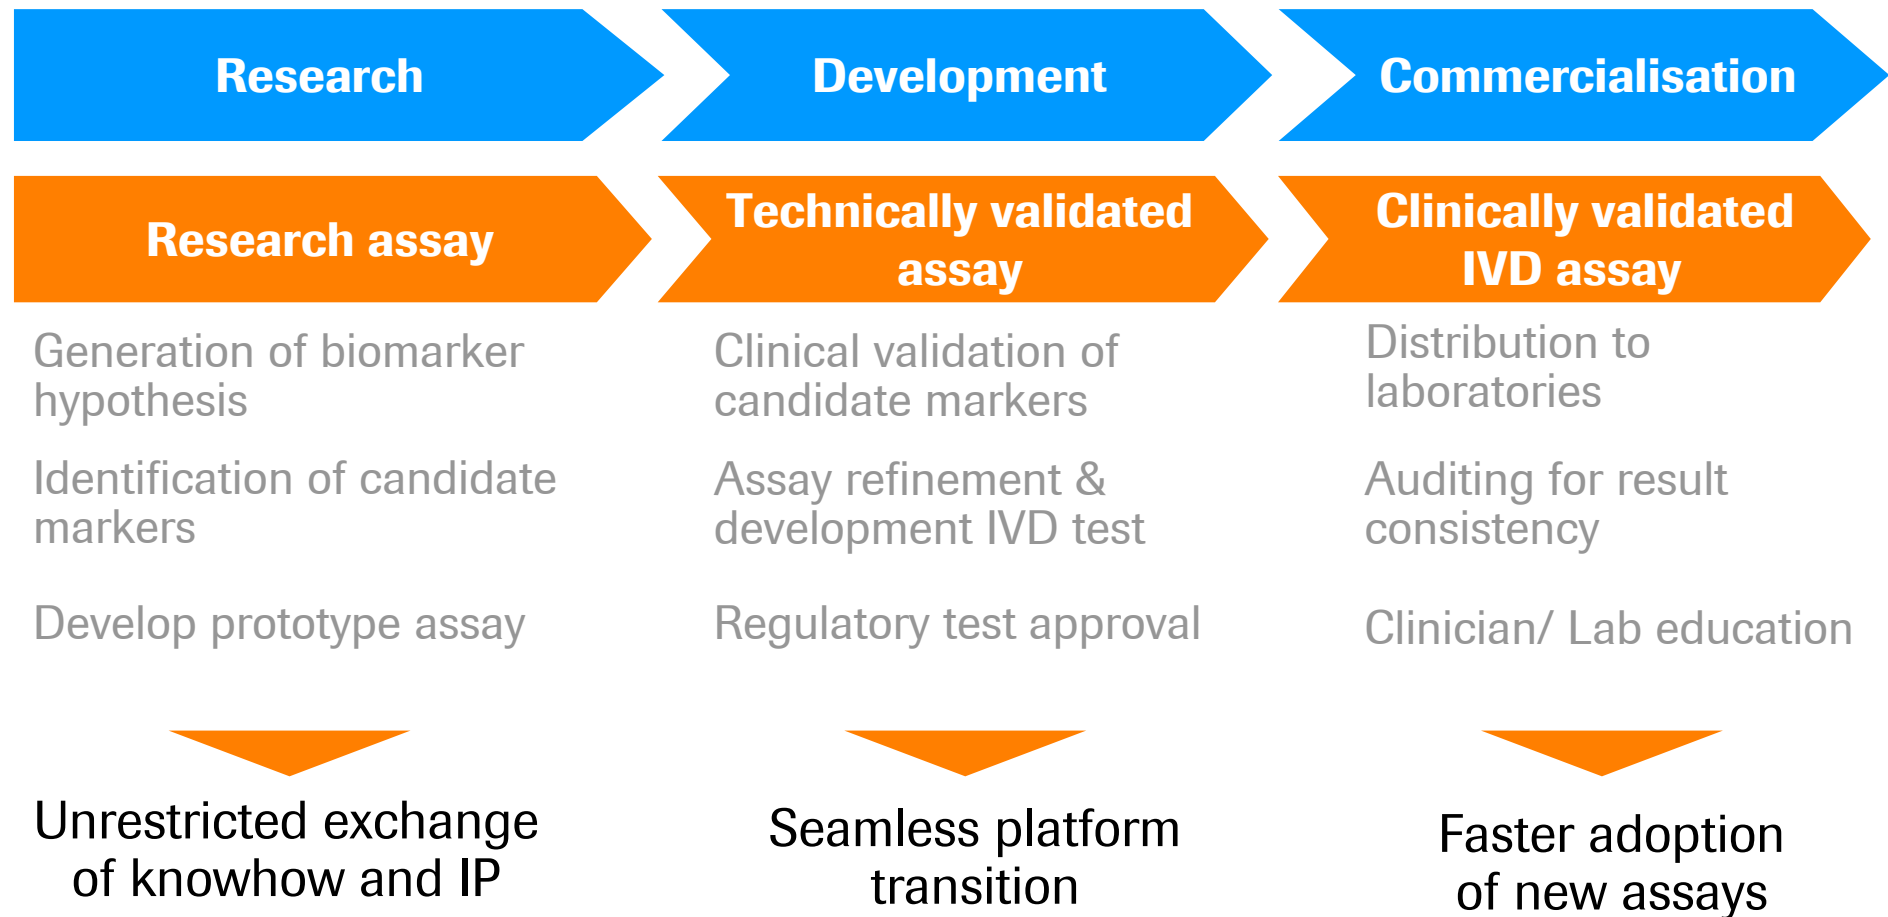 Research
Development
Commercialisation
Research assay
Technically validated
assay
Clinically validated
IVD assay
Generation of biomarker
hypothesis
Identification of candidate
markers
Develop prototype assay
Clinical validation of
candidate markers
Assay refinement &
development IVD test
Regulatory test approval
Distribution to
laboratories
Auditing for result
consistency
Clinician/ Lab education
Unrestricted exchange
of knowhow and IP
Seamless platform
transition
Faster adoption
of new assays